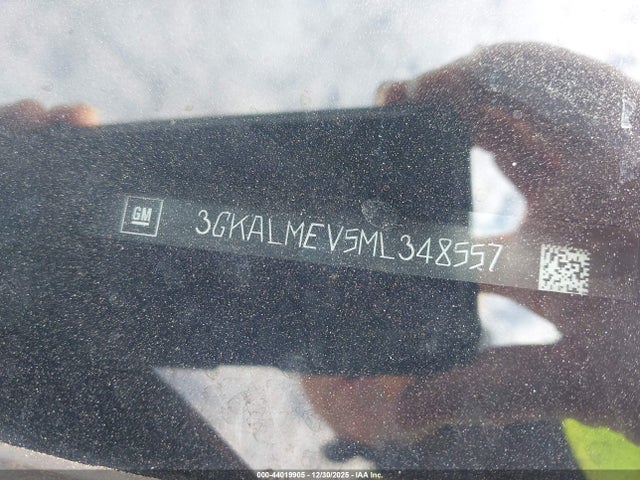 GM
3GKALMEV5ML348557
000-44019905 - 12/30/2025 - IAA Inc.